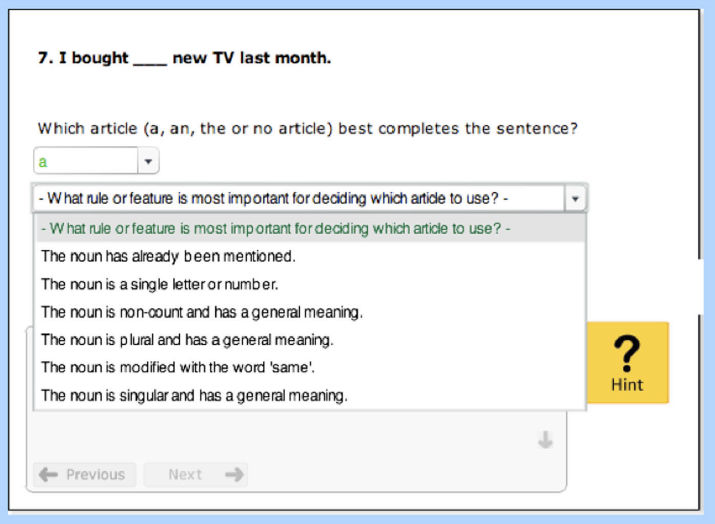 7. I bought ___ new TV last month.
Which article (a, an, the or no article) best completes the sentence?
a
- What rule or feature is most important for deciding which article to use? -
- What rule or feature is most important for deciding which article to use? -
The noun has already been mentioned.
The noun is a single letter or number.
The noun is non-count and has a general meaning.
The noun is plural and has a general meaning.
The noun is modified with the word 'same'.
The noun is singular and has a general meaning.
?
Hint
Previous
Next